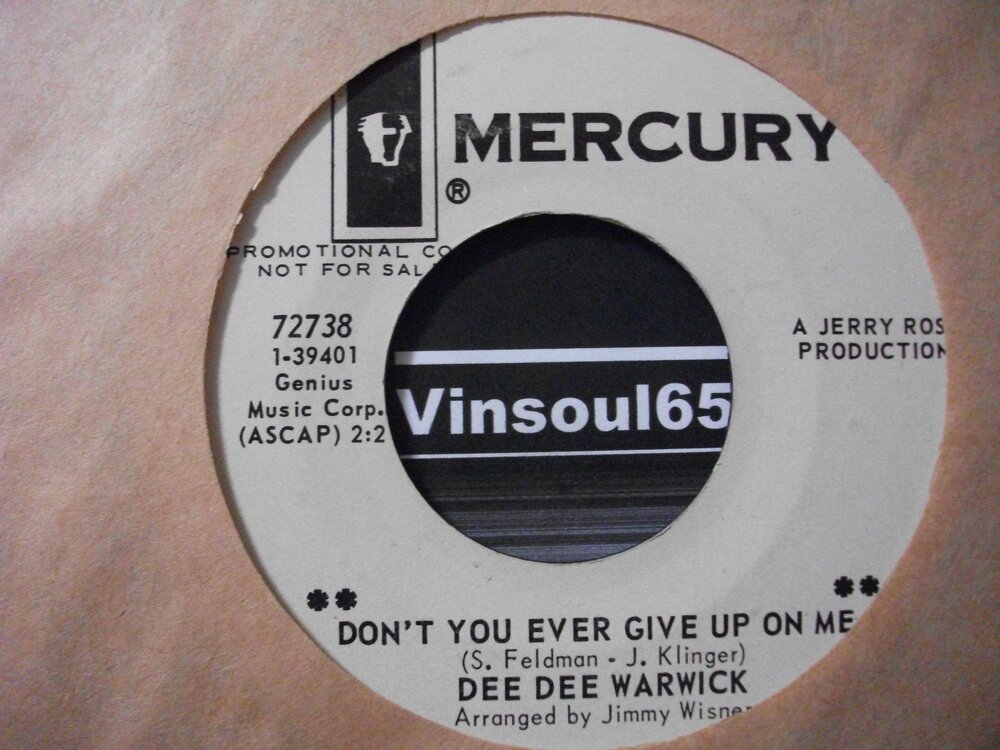 MERCURY
®
PROMOTIONAL CO
NOT FOR SAL
72738
1-39401
Genius
Music Corp.
(ASCAP) 2:2
A JERRY ROS
PRODUCTION
Vinsoul65
** **
DON'T YOU EVER GIVE UP ON ME
(S. Feldman - J. Klinger)
DEE DEE WARWICK
Arranged by Jimmy Wisner